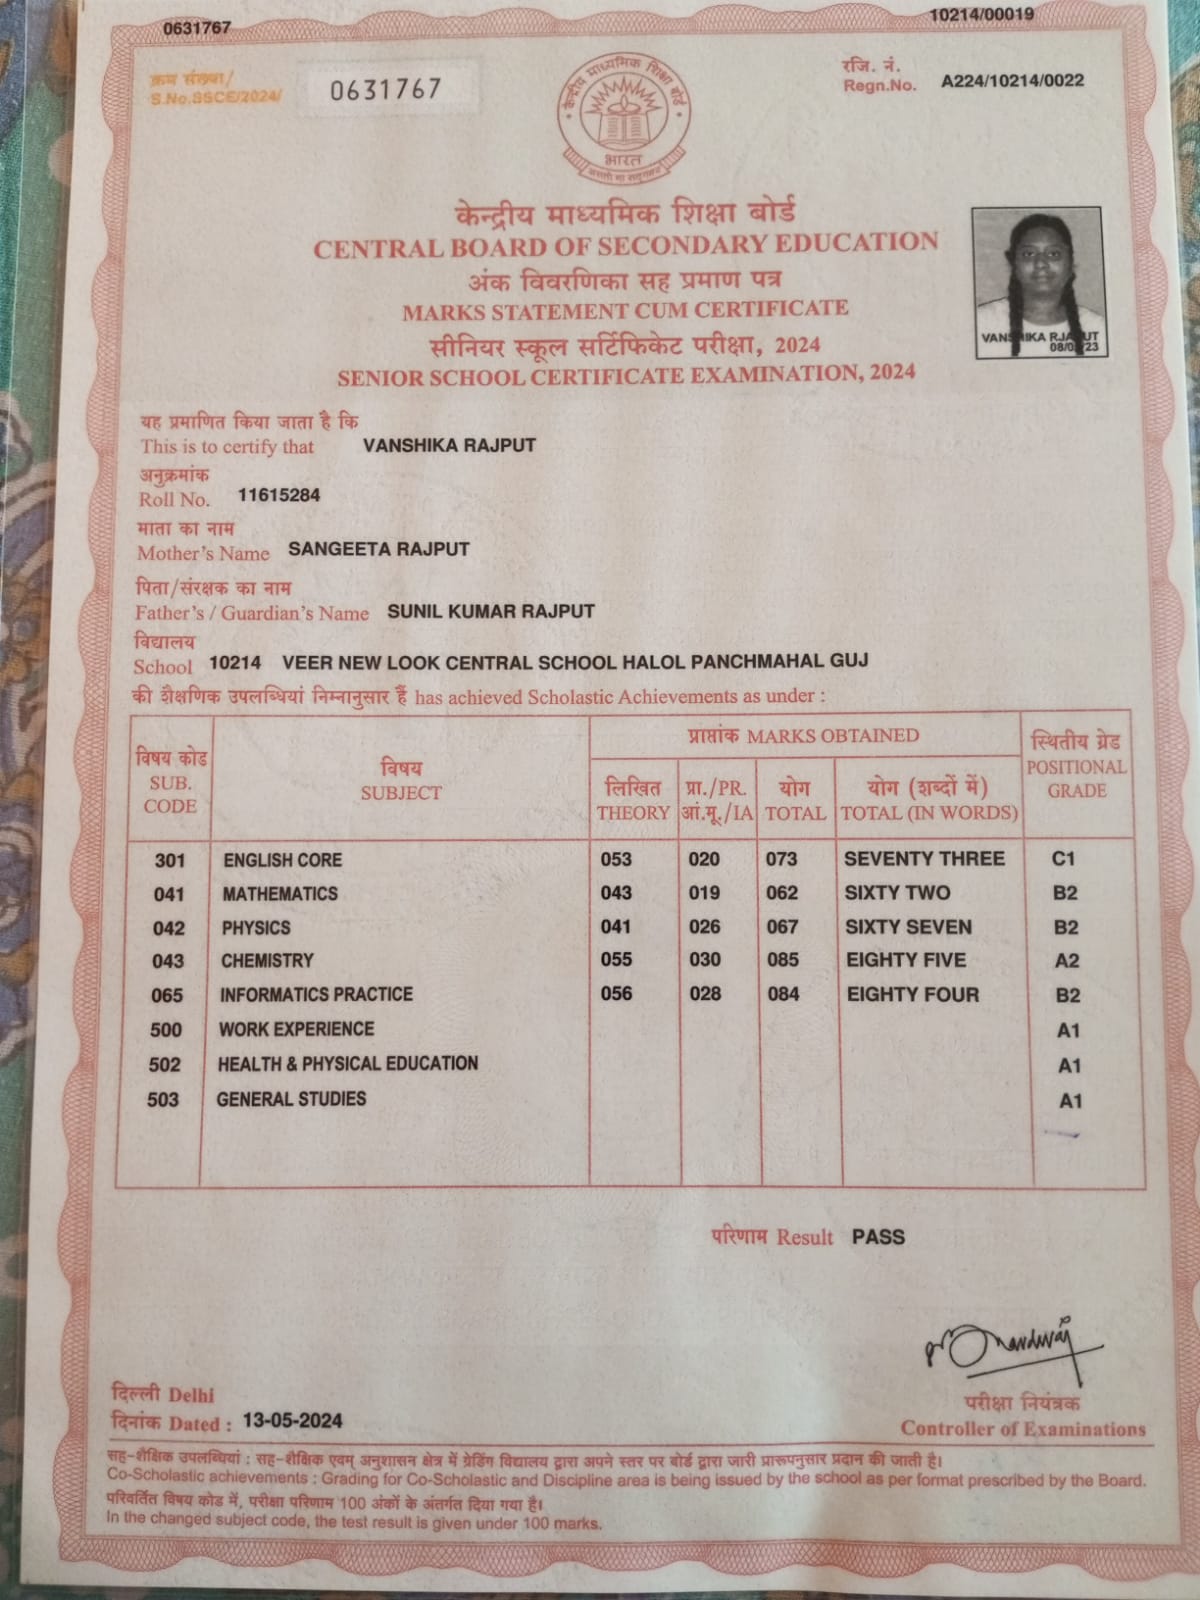 0631767
10214/00019
क्रम संख्या/
S.No.SSCE/2024/
0631767
रजि. नं.
Regn.No. A224/10214/0022
केन्द्रीय माध्यमिक शिक्षा बोर्ड
भारत
असतो मा सद्गमय
केन्द्रीय माध्यमिक शिक्षा बोर्ड
CENTRAL BOARD OF SECONDARY EDUCATION
अंक विवरणिका सह प्रमाण पत्र
MARKS STATEMENT CUM CERTIFICATE
सीनियर स्कूल सर्टिफिकेट परीक्षा, 2024
SENIOR SCHOOL CERTIFICATE EXAMINATION, 2024
यह प्रमाणित किया जाता है कि
This is to certify that VANSHIKA RAJPUT
अनुक्रमांक
Roll No. 11615284
माता का नाम
Mother's Name SANGEETA RAJPUT
पिता/संरक्षक का नाम
Father's / Guardian's Name SUNIL KUMAR RAJPUT
विद्यालय
School 10214 VEER NEW LOOK CENTRAL SCHOOL HALOL PANCHMAHAL GUJ
की शैक्षणिक उपलब्धियां निम्नानुसार हैं has achieved Scholastic Achievements as under :
विषय कोड SUB. CODE
विषय SUBJECT
प्राप्तांक MARKS OBTAINED
लिखित THEORY
प्रा./PR. आं.मू./IA
योग TOTAL
योग (शब्दों में) TOTAL (IN WORDS)
स्थितीय ग्रेड POSITIONAL GRADE
301 ENGLISH CORE 053 020 073 SEVENTY THREE C1
041 MATHEMATICS 043 019 062 SIXTY TWO B2
042 PHYSICS 041 026 067 SIXTY SEVEN B2
043 CHEMISTRY 055 030 085 EIGHTY FIVE A2
065 INFORMATICS PRACTICE 056 028 084 EIGHTY FOUR B2
500 WORK EXPERIENCE A1
502 HEALTH & PHYSICAL EDUCATION A1
503 GENERAL STUDIES A1
परिणाम Result PASS
दिल्ली Delhi
दिनांक Dated : 13-05-2024
परीक्षा नियंत्रक
Controller of Examinations
सह-शैक्षिक उपलब्धियां : सह-शैक्षिक एवम् अनुशासन क्षेत्र में ग्रेडिंग विद्यालय द्वारा अपने स्तर पर बोर्ड द्वारा जारी प्रारूपनुसार प्रदान की जाती है।
Co-Scholastic achievements : Grading for Co-Scholastic and Discipline area is being issued by the school as per format prescribed by the Board.
परिवर्तित विषय कोड में, परीक्षा परिणाम 100 अंकों के अंतर्गत दिया गया है।
In the changed subject code, the test result is given under 100 marks.